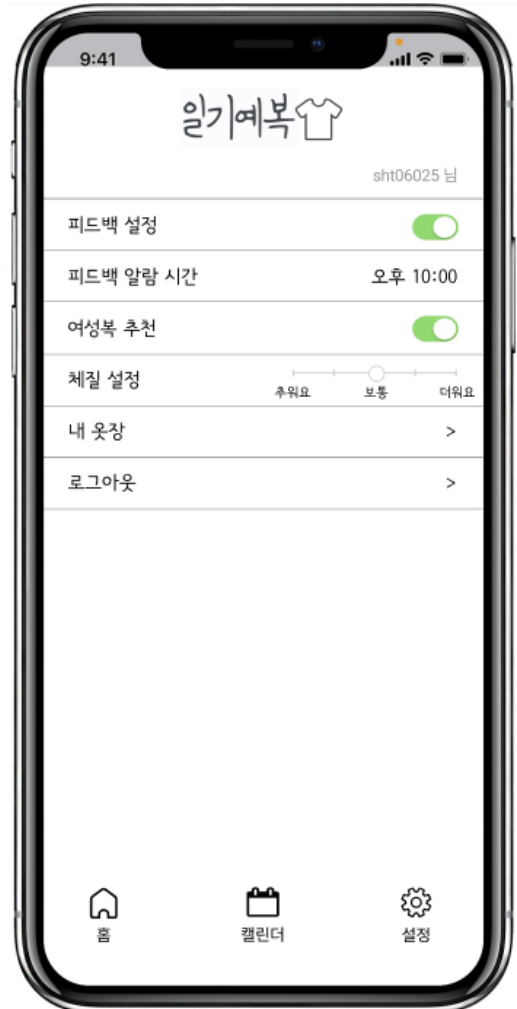 9:41
일기예복
sht06025 님
피드백 설정
피드백 알람 시간 오후 10:00
여성복 추천
체질 설정
추워요 보통 더워요
내 옷장 >
로그아웃 >
홈 캘린더 설정